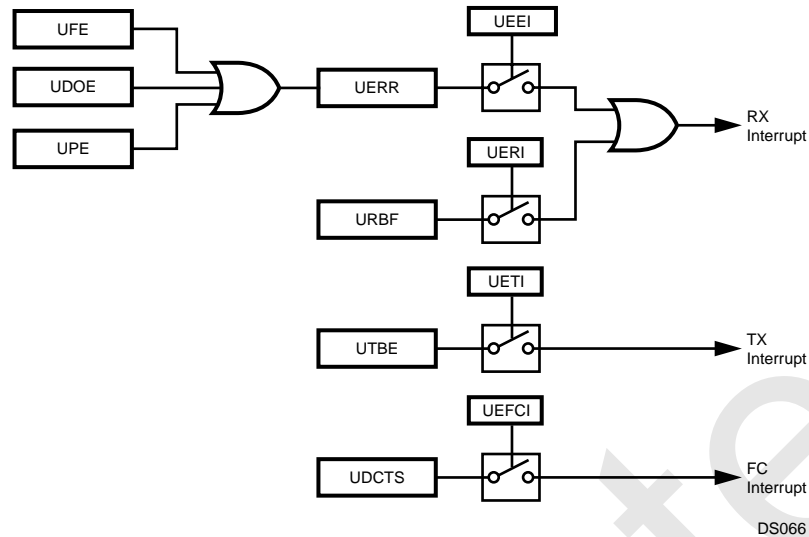 UEEI
UFE
UDOE
UERR
UPE
RX
Interrupt
UERI
URBF
UETI
UTBE
TX
Interrupt
UEFCI
UDCTS
FC
Interrupt
DS066